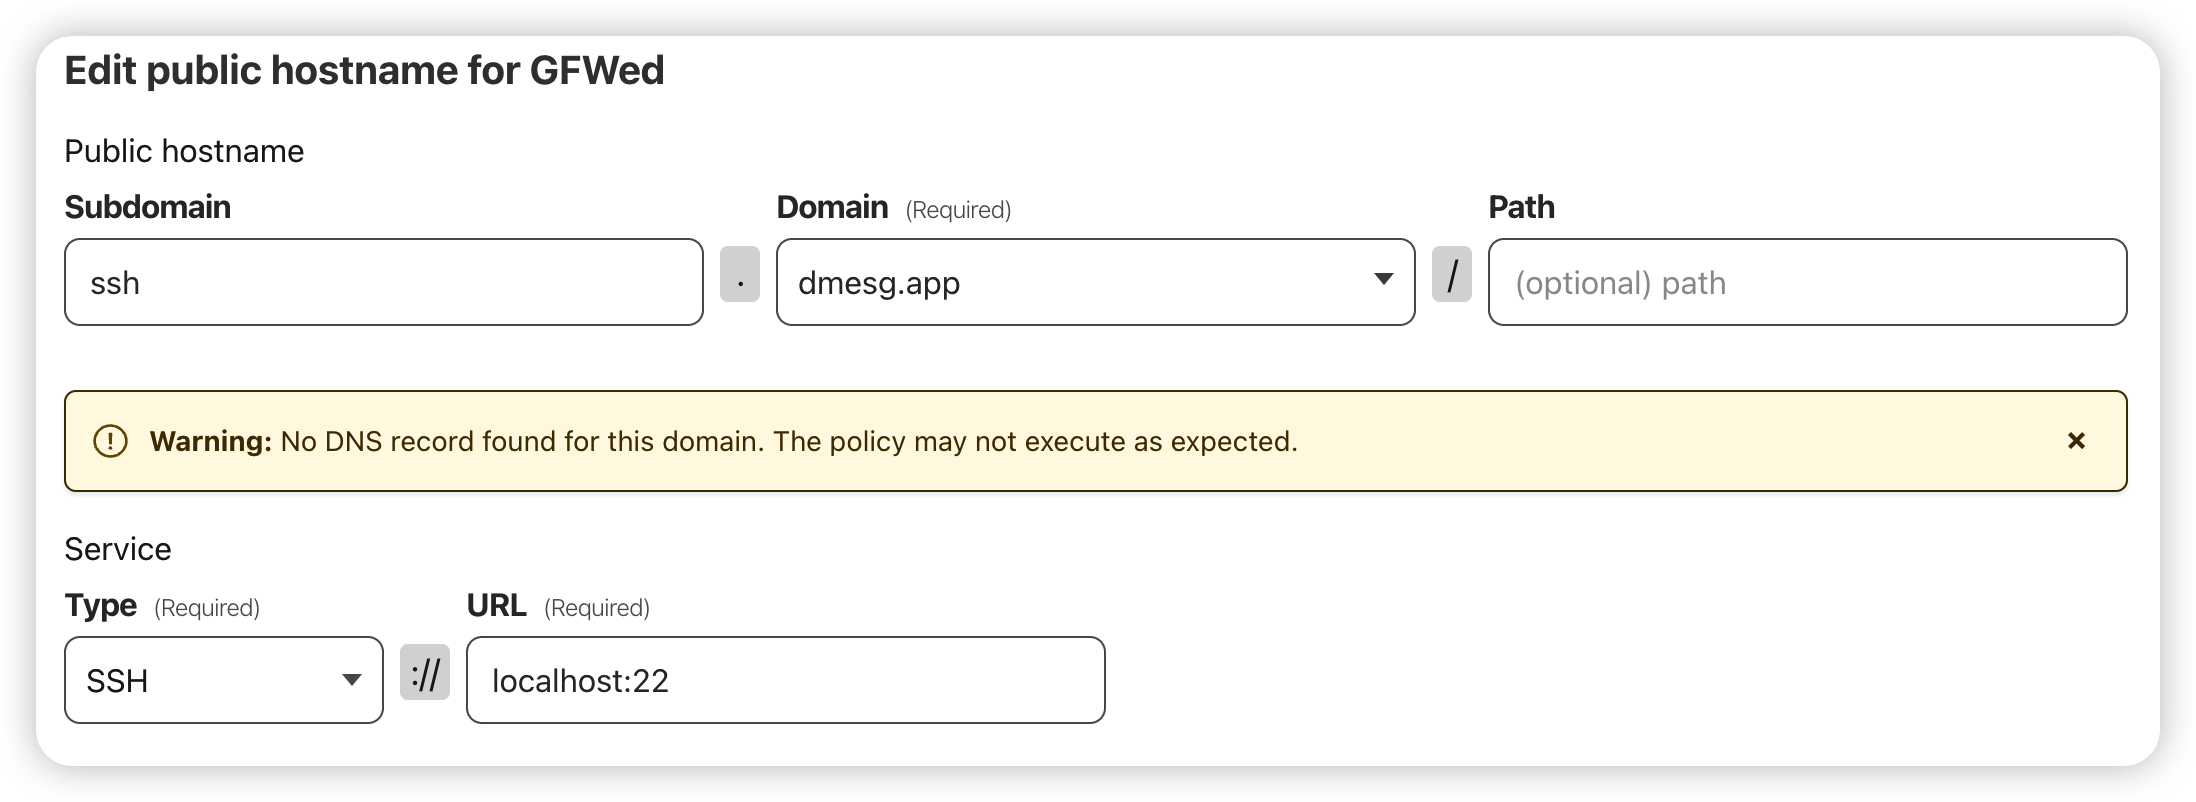 Edit public hostname for GFWed
Public hostname
Subdomain
Domain (Required)
Path
ssh
.
dmesg.app
/
(optional) path
Warning: No DNS record found for this domain. The policy may not execute as expected.
Service
Type (Required)
URL (Required)
SSH
://
localhost:22